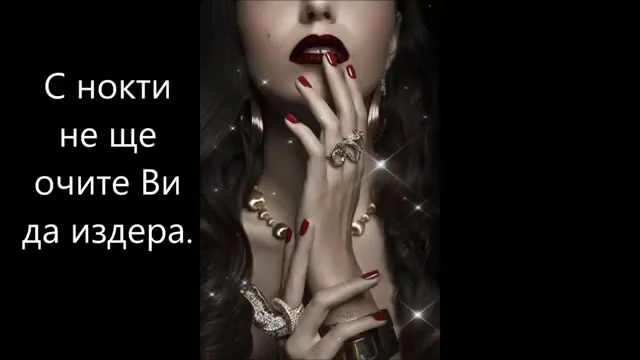 С нокти
не ще
очите Ви
да издера.